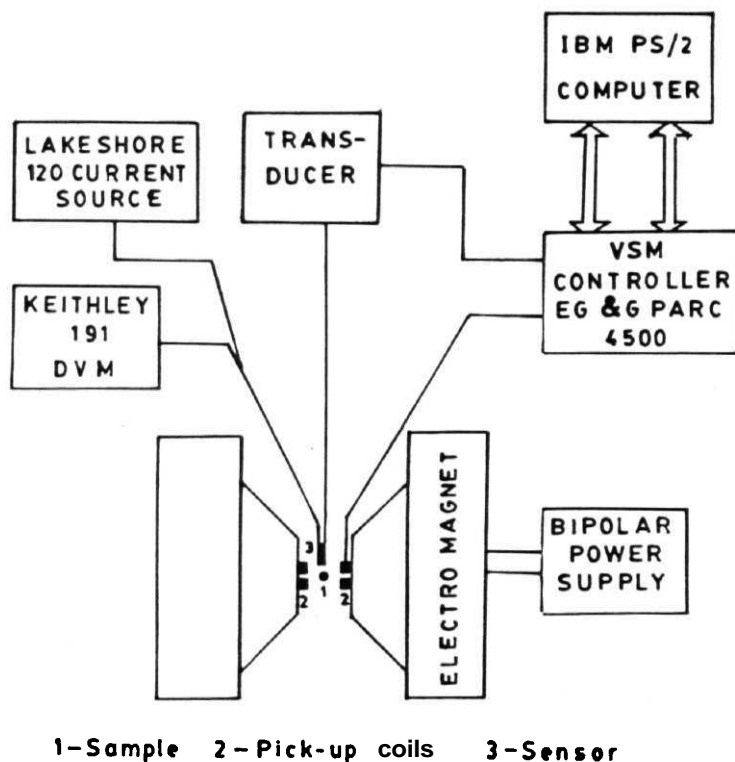 IBM PS/2
COMPUTER
LAKESHORE
120 CURRENT
SOURCE
TRANS-
DUCER
VSM
CONTROLLER
EG & G PARC
4500
KEITHLEY
191
DVM
ELECTRO MAGNET
BIPOLAR
POWER
SUPPLY
3
2
1
2
1-Sample 2-Pick-up coils 3-Sensor